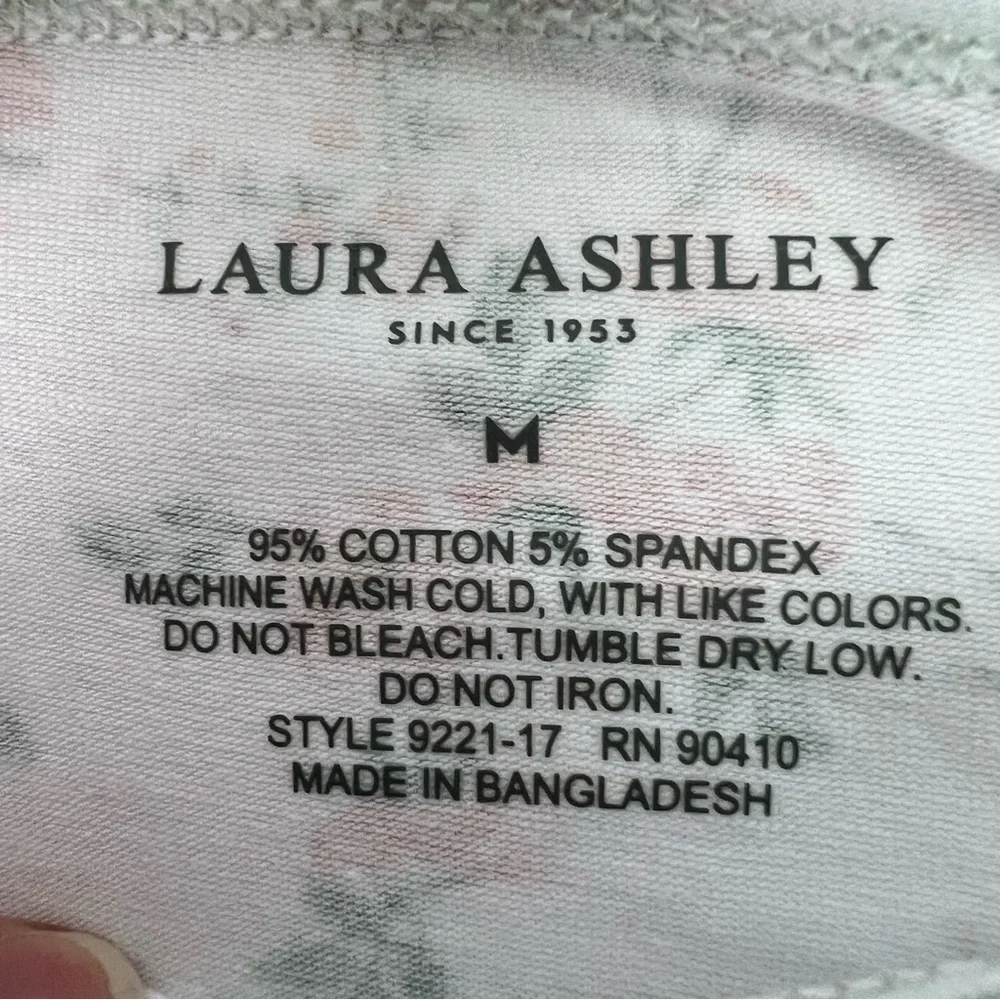 LAURA ASHLEY
SINCE 1953
M
95% COTTON 5% SPANDEX
MACHINE WASH COLD, WITH LIKE COLORS.
DO NOT BLEACH.TUMBLE DRY LOW.
DO NOT IRON.
STYLE 9221-17 RN 90410
MADE IN BANGLADESH